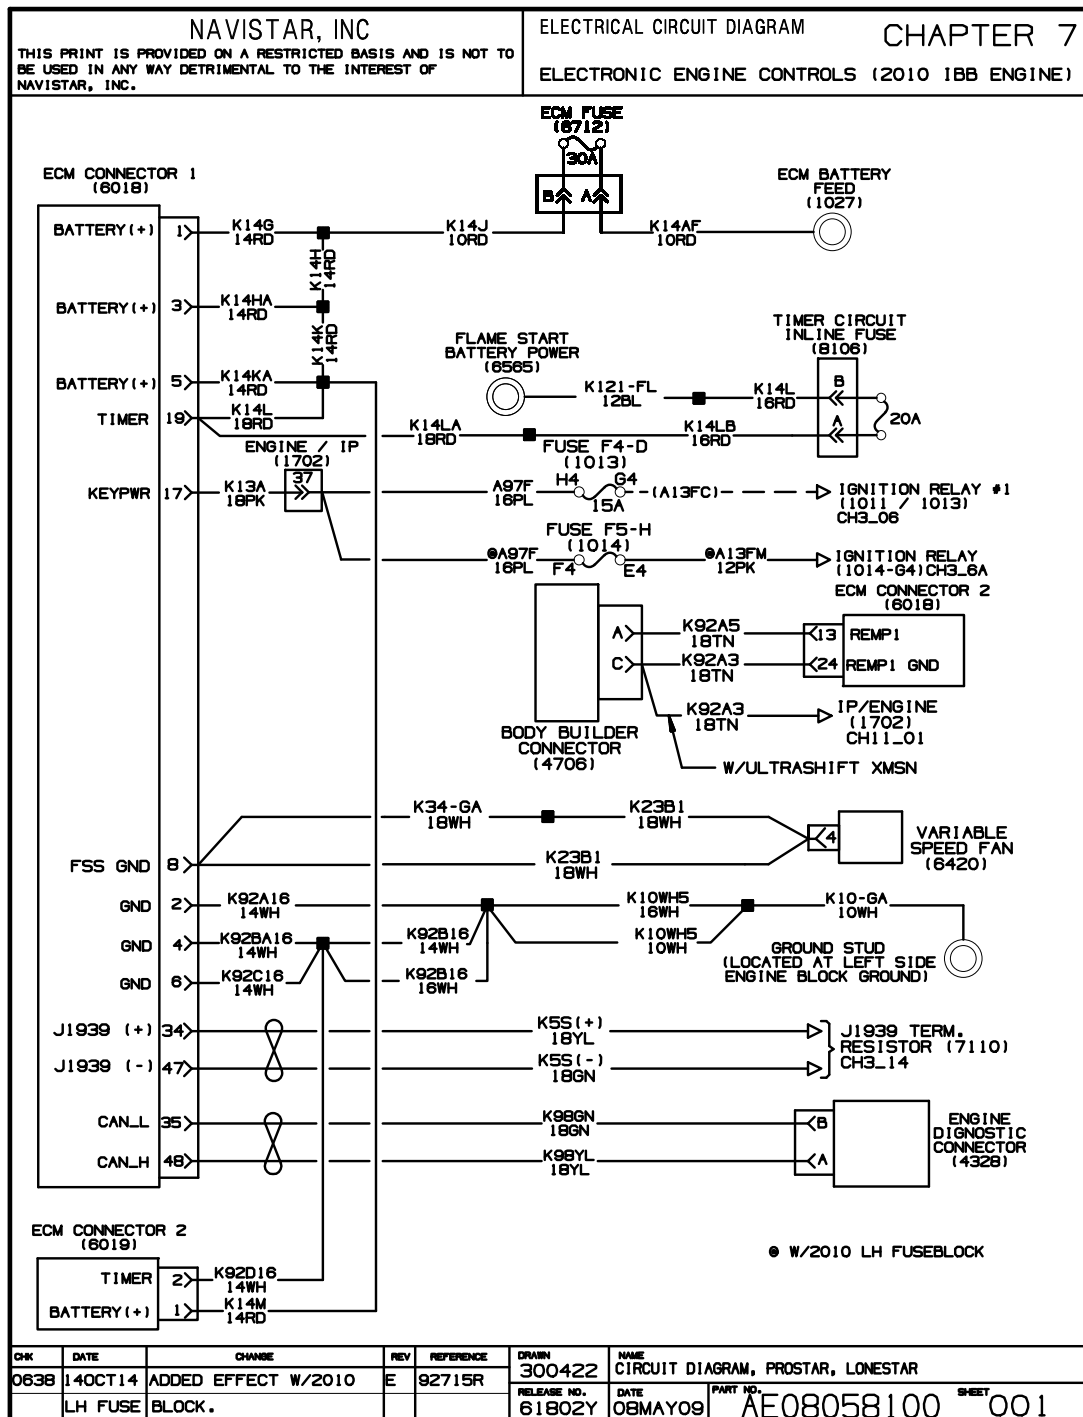 NAVISTAR, INC
THIS PRINT IS PROVIDED ON A RESTRICTED BASIS AND IS NOT TO
BE USED IN ANY WAY DETRIMENTAL TO THE INTEREST OF
NAVISTAR, INC.
ELECTRICAL CIRCUIT DIAGRAM
CHAPTER 7
ELECTRONIC ENGINE CONTROLS (2010 IBB ENGINE)
ECM FUSE
(6712)
30A
B A
ECM CONNECTOR 1
(6018)
ECM BATTERY
FEED
(1027)
BATTERY(+) 1
K14G
14RD
K14J
10RD
K14AF
10RD
K14H
14RD
BATTERY(+) 3
K14HA
14RD
K14K
14RD
TIMER CIRCUIT
INLINE FUSE
(8106)
FLAME START
BATTERY POWER
(6565)
BATTERY(+) 5
K14KA
14RD
K121-FL
12BL
K14L
16RD
B
TIMER 19
K14L
18RD
K14LA
18RD
K14LB
16RD
A
20A
ENGINE / IP
(1702)
37
FUSE F4-D
(1013)
H4 G4
15A
KEYPWR 17
K13A
18PK
A97F
16PL
(A13FC)
IGNITION RELAY #1
(1011 / 1013)
CH3_06
FUSE F5-H
(1014)
F4 E4
@A97F
16PL
@A13FM
12PK
IGNITION RELAY
(1014-G4)CH3_6A
ECM CONNECTOR 2
(6018)
A
K92A5
18TN
13 REMP1
C
K92A3
18TN
24 REMP1 GND
K92A3
18TN
IP/ENGINE
(1702)
CH11_01
BODY BUILDER
CONNECTOR
(4706)
W/ULTRASHIFT XMSN
K34-GA
18WH
K23B1
18WH
4
VARIABLE
SPEED FAN
(6420)
FSS GND 8
K23B1
18WH
GND 2
K92A16
14WH
K10WH5
16WH
K10-GA
10WH
GND 4
K92BA16
14WH
K92B16
14WH
K10WH5
10WH
GROUND STUD
(LOCATED AT LEFT SIDE
ENGINE BLOCK GROUND)
GND 6
K92C16
14WH
K92B16
16WH
J1939 (+) 34
K5S(+)
18YL
J1939 TERM.
RESISTOR (7110)
CH3_14
J1939 (-) 47
K5S(-)
18GN
CAN_L 35
K98GN
18GN
B
CAN_H 48
K98YL
18YL
A
ENGINE
DIGNOSTIC
CONNECTOR
(4328)
ECM CONNECTOR 2
(6019)
TIMER 2
K92D16
14WH
BATTERY(+) 1
K14M
14RD
@ W/2010 LH FUSEBLOCK
CHK DATE CHANGE REV REFERENCE
0638 14OCT14 ADDED EFFECT W/2010 E 92715R
LH FUSE BLOCK.
DRAWN
300422
NAME
CIRCUIT DIAGRAM, PROSTAR, LONESTAR
RELEASE NO.
61802Y
DATE
08MAY09
PART NO.
AE08058100
SHEET
001